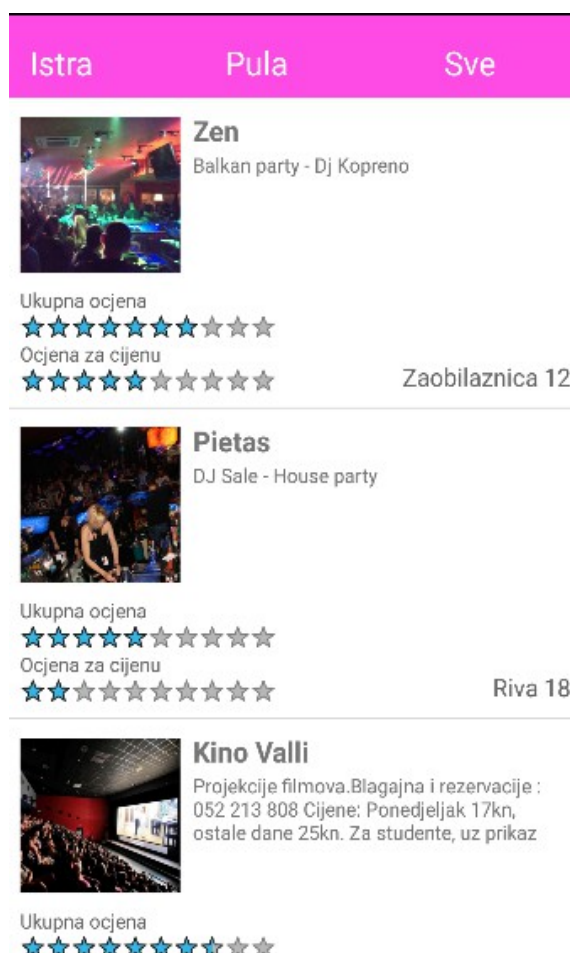 Istra Pula Sve
Zen
Balkan party - Dj Kopreno
Ukupna ocjena
Ocjena za cijenu
Zaobilaznica 12
Pietas
DJ Sale - House party
Ukupna ocjena
Ocjena za cijenu
Riva 18
Kino Valli
Projekcije filmova.Blagajna i rezervacije :
052 213 808 Cijene: Ponedjeljak 17kn,
ostale dane 25kn. Za studente, uz prikaz
Ukupna ocjena